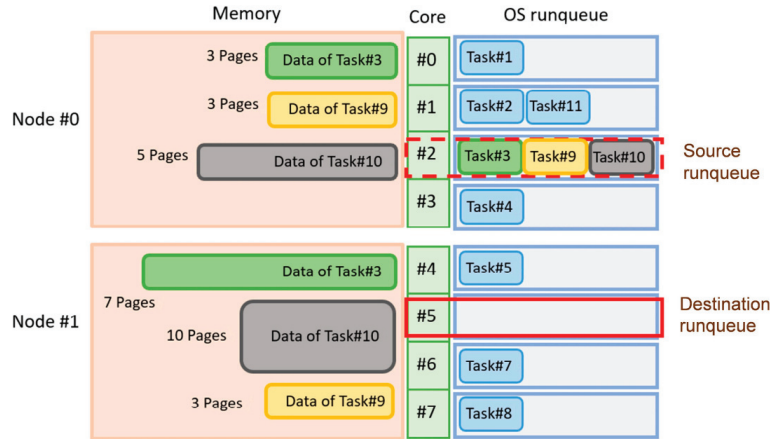 Memory Core OS runqueue
Node #0
3 Pages Data of Task#3 #0 Task#1
3 Pages Data of Task#9 #1 Task#2 Task#11
5 Pages Data of Task#10 #2 Task#3 Task#9 Task#10
Source
runqueue
#3 Task#4
Node #1
Data of Task#3 #4 Task#5
7 Pages
10 Pages Data of Task#10 #5
Destination
runqueue
#6 Task#7
3 Pages Data of Task#9 #7 Task#8